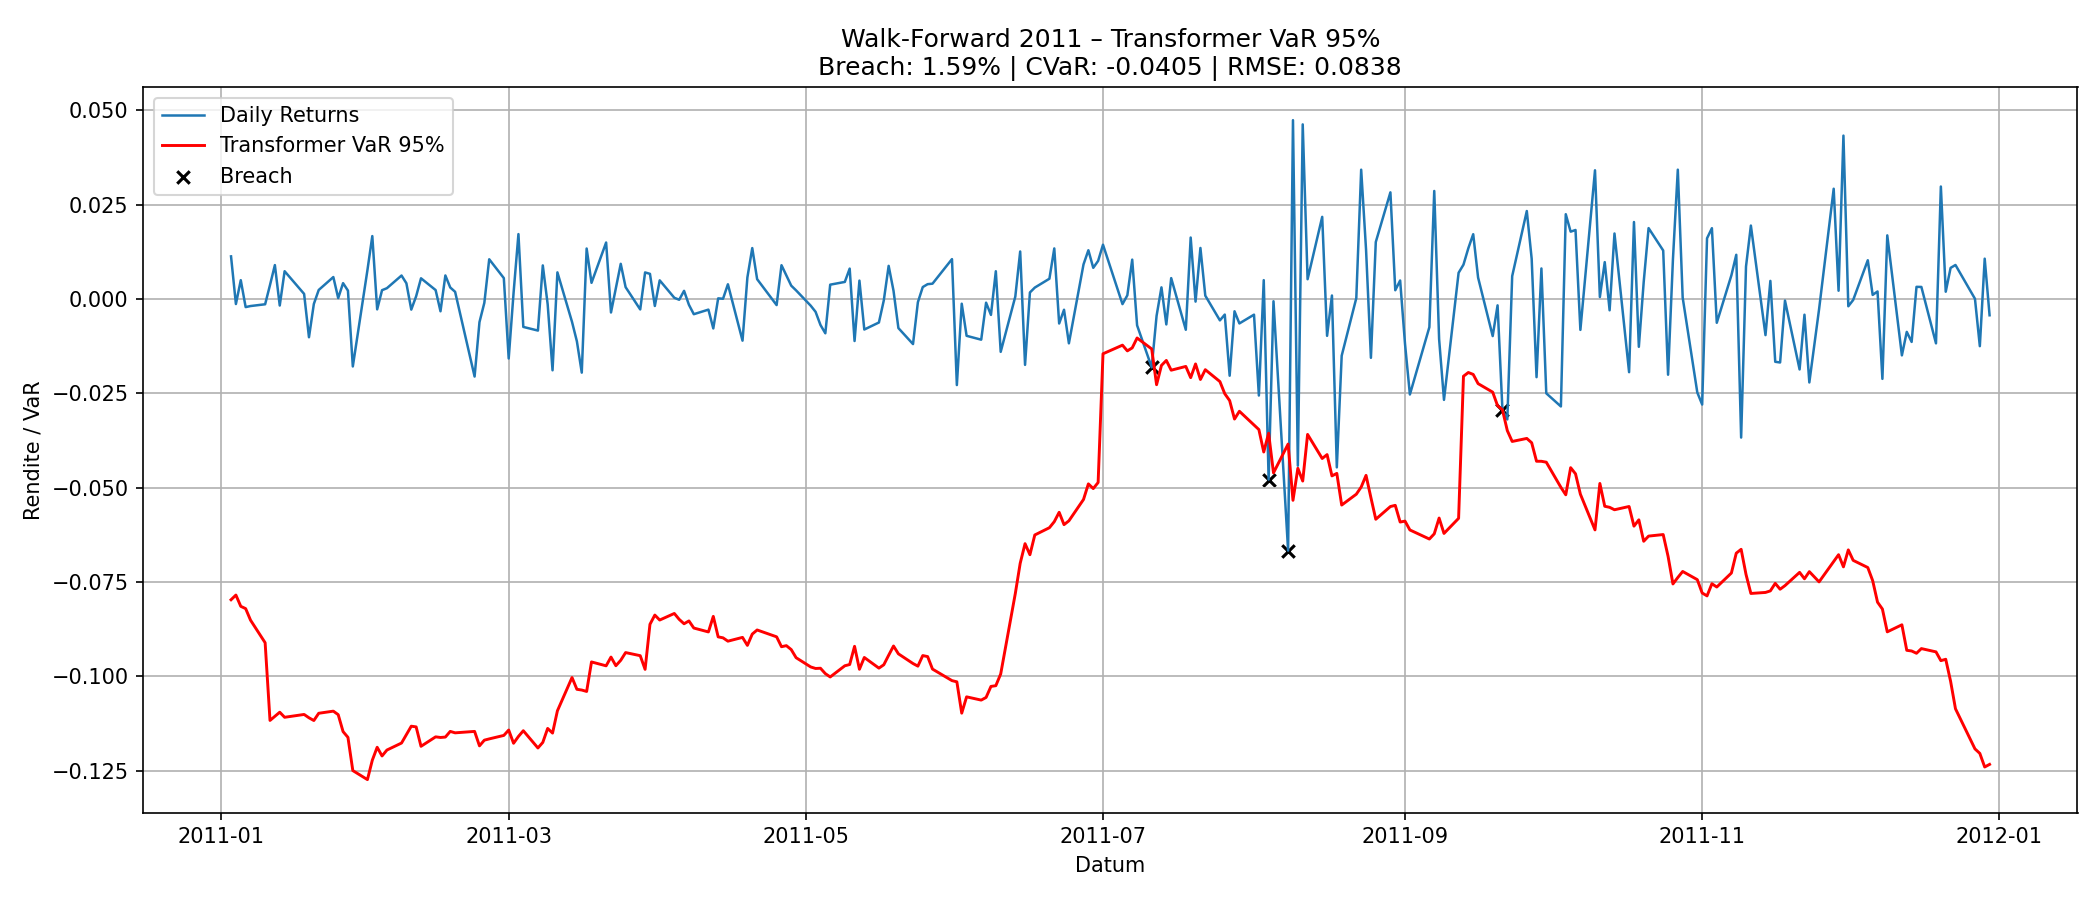 Walk-Forward 2011 – Transformer VaR 95%
Breach: 1.59% | CVaR: -0.0405 | RMSE: 0.0838
Daily Returns
Transformer VaR 95%
Breach
Rendite / VaR
0.050
0.025
0.000
−0.025
−0.050
−0.075
−0.100
−0.125
2011-01
2011-03
2011-05
2011-07
2011-09
2011-11
2012-01
Datum